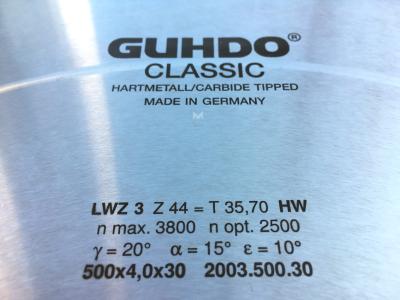 GUHDO®
CLASSIC
HARTMETALL/CARBIDE TIPPED
MADE IN GERMANY
M
LWZ 3 Z 44 = T 35,70 HW
n max. 3800 n opt. 2500
γ = 20° α = 15° ε = 10°
500x4,0x30 2003.500.30